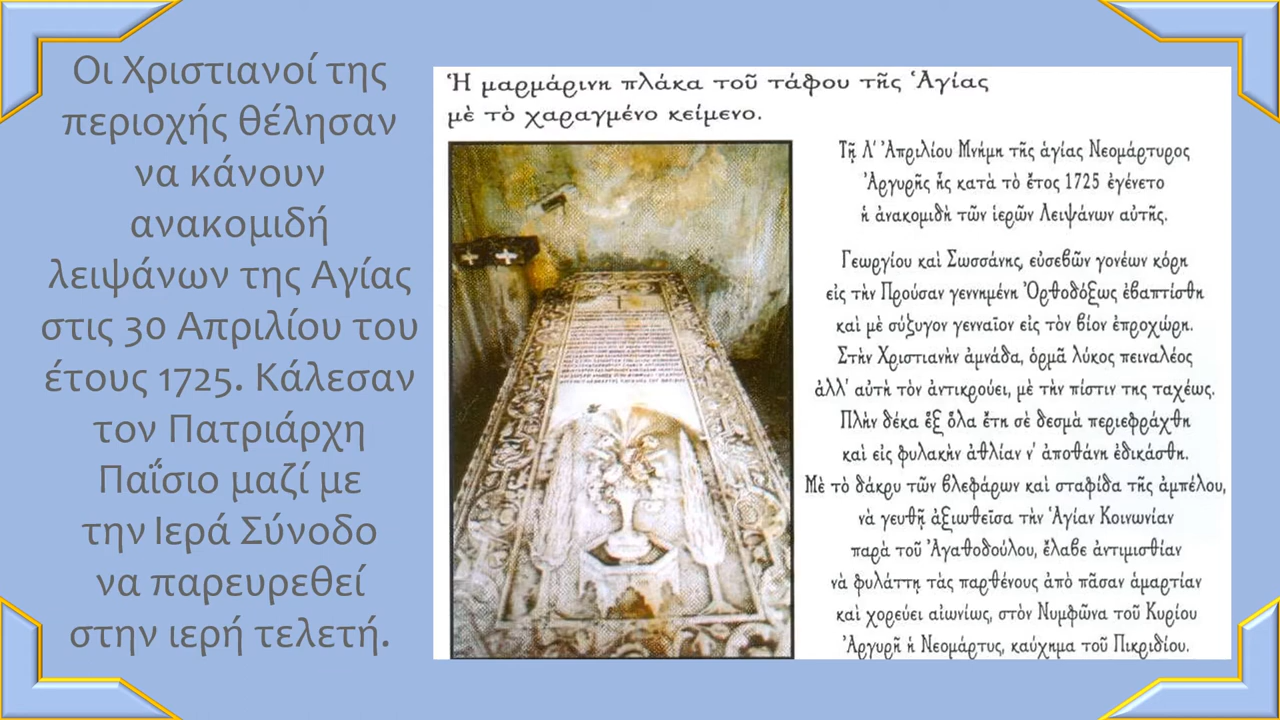 Οι Χριστιανοί της
περιοχής θέλησαν
να κάνουν
ανακομιδή
λειψάνων της Αγίας
στις 30 Απριλίου του
έτους 1725. Κάλεσαν
τον Πατριάρχη
Παΐσιο μαζί με
την Ιερά Σύνοδο
να παρευρεθεί
στην ιερή τελετή.
Ἡ μαρμάρινη πλάκα τοῦ τάφου τῆς Ἁγίας
μὲ τὸ χαραγμένο κείμενο.
Τῇ Λ' Ἀπριλίου Μνήμη τῆς ἁγίας Νεομάρτυρος
Ἀργυρῆς ἧς κατὰ τὸ ἔτος 1725 ἐγένετο
ἡ ἀνακομιδὴ τῶν ἱερῶν Λειψάνων αὐτῆς.
Γεωργίου καὶ Σωσσάνης, εὐσεβῶν γονέων κόρη
εἰς τὴν Προύσαν γεννημένη Ὀρθοδόξως ἐβαπτίσθη
καὶ μὲ σύζυγον γενναῖον εἰς τὸν βίον ἐπροχώρη.
Στὴν Χριστιανὴν ἀμνάδα, ὁρμᾶ λύκος πειναλέος
ἀλλ' αὐτὴ τὸν ἀντικρούει, μὲ τὴν πίστιν της ταχέως.
Πλὴν δέκα ἑξ ὅλα ἔτη σὲ δεσμὰ περιεφράχθη
καὶ εἰς φυλακὴν ἀθλίαν ν' ἀποθάνη ἐδικάσθη.
Μὲ τὸ δάκρυ τῶν βλεφάρων καὶ σταφίδα τῆς ἀμπέλου,
νὰ γευθῇ ἀξιωθεῖσα τὴν Ἁγίαν Κοινωνίαν
παρὰ τοῦ Ἀγαθοδούλου, ἔλαβε ἀντιμισθίαν
νὰ φυλάττῃ τὰς παρθένους ἀπὸ πᾶσαν ἁμαρτίαν
καὶ χορεύει αἰωνίως, στὸν Νυμφῶνα τοῦ Κυρίου
Ἀργυρῆ ἡ Νεομάρτυς, καύχημα τοῦ Πικριδίου.